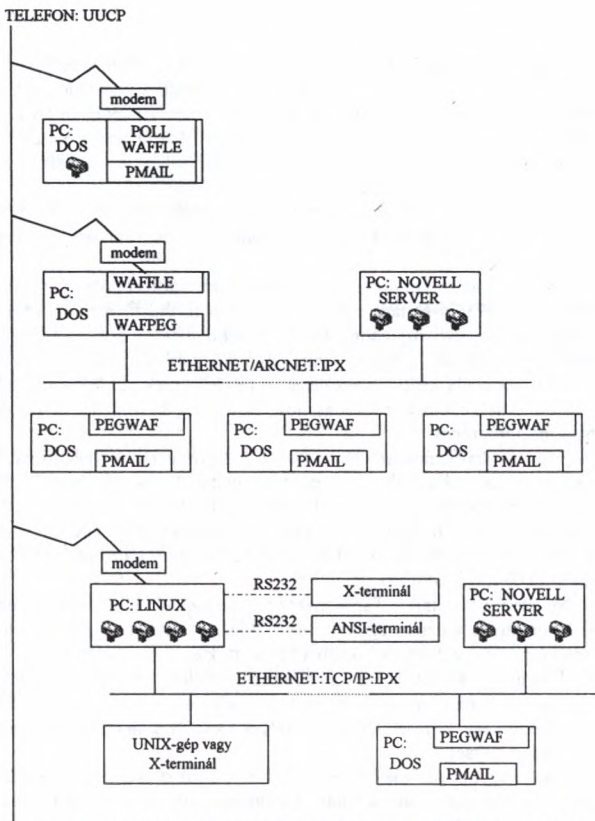 TELEFON: UUCP
modem
PC:
DOS
POLL
WAFFLE
PMAIL
modem
PC:
DOS
WAFFLE
WAFPEG
PC: NOVELL
SERVER
ETHERNET/ARCNET:IPX
PC:
DOS
PEGWAF
PMAIL
PC:
DOS
PEGWAF
PMAIL
PC:
DOS
PEGWAF
PMAIL
modem
PC: LINUX
RS232
X-terminál
RS232
ANSI-terminál
PC: NOVELL
SERVER
ETHERNET:TCP/IP:IPX
UNIX-gép vagy
X-terminál
PC:
DOS
PEGWAF
PMAIL